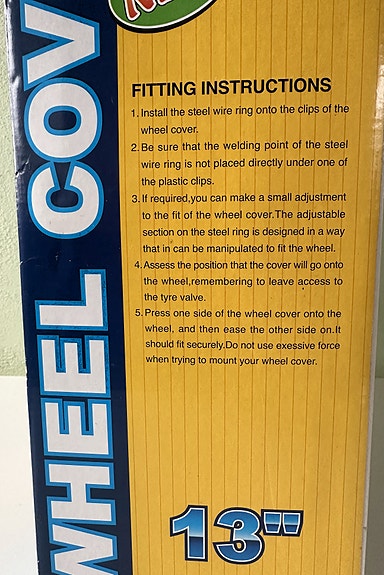 WHEEL COV
FITTING INSTRUCTIONS
1. Install the steel wire ring onto the clips of the
wheel cover.
2. Be sure that the welding point of the steel
wire ring is not placed directly under one of
the plastic clips.
3. If required,you can make a small adjustment
to the fit of the wheel cover.The adjustable
section on the steel ring is designed in a way
that in can be manipulated to fit the wheel.
4. Assess the position that the cover will go onto
the wheel,remembering to leave access to
the tyre valve.
5. Press one side of the wheel cover onto the
wheel, and then ease the other side on.It
should fit securely.Do not use exessive force
when trying to mount your wheel cover.
13"